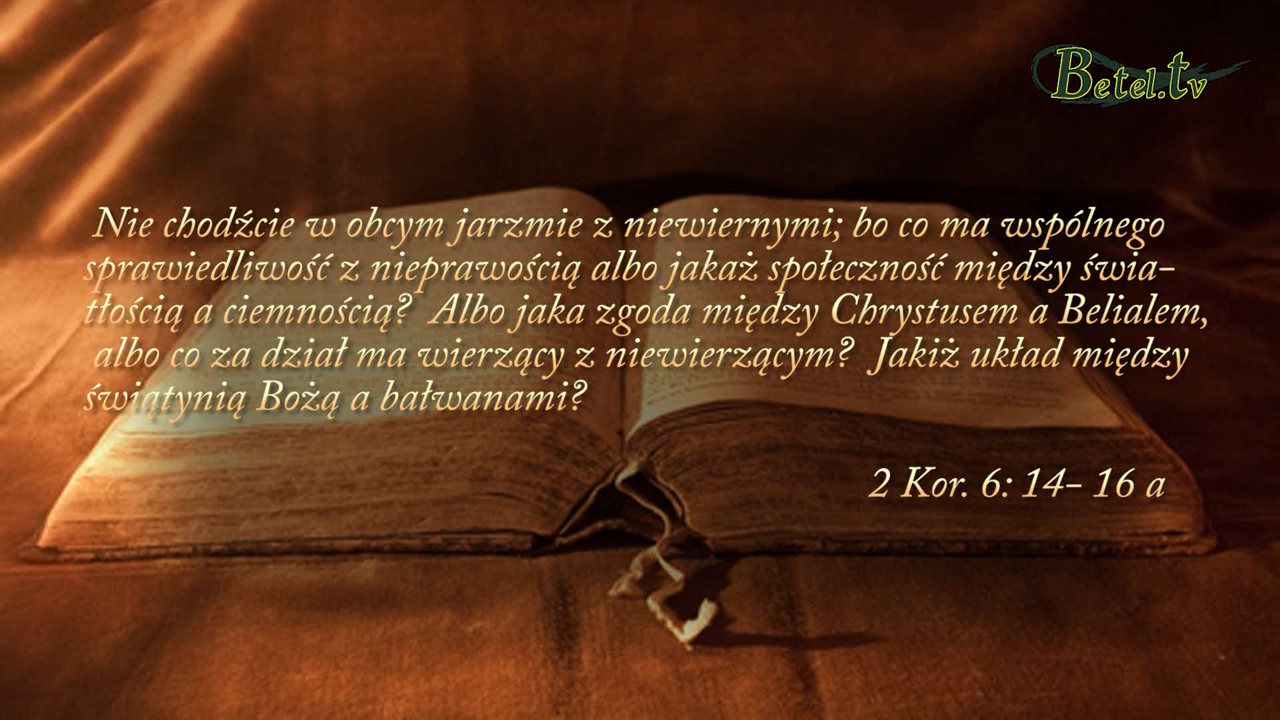 Betel.tv
Nie chodźcie w obcym jarzmie z niewiernymi; bo co ma wspólnego
sprawiedliwość z nieprawością albo jakaż społeczność między świa-
tłością a ciemnością? Albo jaka zgoda między Chrystusem a Belialem,
albo co za dział ma wierzący z niewierzącym? Jakiż układ między
świątynią Bożą a bałwanami?
2 Kor. 6: 14- 16 a